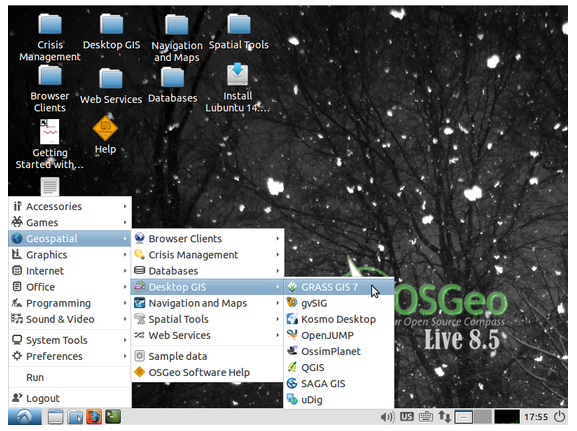 Crisis
Management
Desktop GIS
Navigation
and Maps
Spatial Tools
Browser
Clients
Web Services
Databases
Install
Lubuntu 14....
Getting
Started with...
Help
Accessories
Games
Geospatial
Graphics
Internet
Office
Programming
Sound & Video
System Tools
Preferences
Run
Logout
Browser Clients
Crisis Management
Databases
Desktop GIS
Navigation and Maps
Spatial Tools
Web Services
Sample data
OSGeo Software Help
GRASS GIS 7
gvSIG
Kosmo Desktop
OpenJUMP
OssimPlanet
QGIS
SAGA GIS
uDig
OSGeo
ur Open Source Compass
Live 8.5
US
17:55